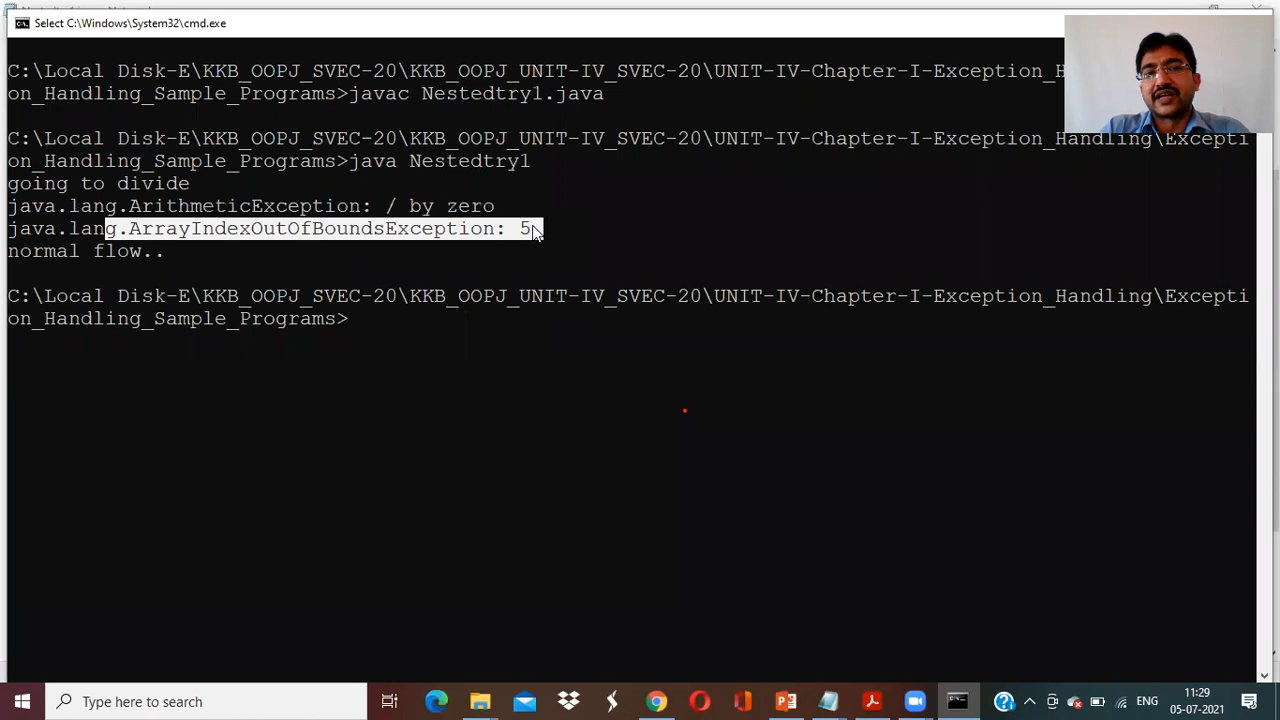 Select C:\Windows\System32\cmd.exe
C:\Local Disk-E\KKB_OOPJ_SVEC-20\KKB_OOPJ_UNIT-IV_SVEC-20\UNIT-IV-Chapter-I-Exception_H
on_Handling_Sample_Programs>javac Nestedtry1.java
C:\Local Disk-E\KKB_OOPJ_SVEC-20\KKB_OOPJ_UNIT-IV_SVEC-20\UNIT-IV-Chapter-I-Exception_Handling\Excepti
on_Handling_Sample_Programs>java Nestedtry1
going to divide
java.lang.ArithmeticException: / by zero
java.lang.ArrayIndexOutOfBoundsException: 5
normal flow..
C:\Local Disk-E\KKB_OOPJ_SVEC-20\KKB_OOPJ_UNIT-IV_SVEC-20\UNIT-IV-Chapter-I-Exception_Handling\Excepti
on_Handling_Sample_Programs>
Type here to search
ENG
11:29
05-07-2021